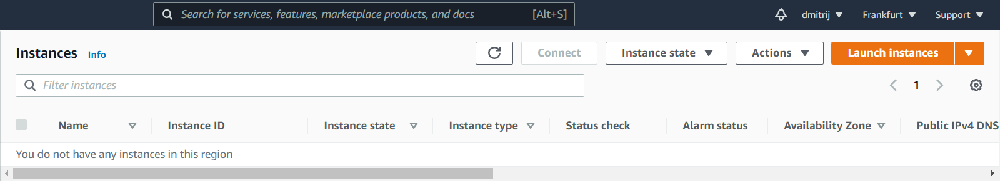 Search for services, features, marketplace products, and docs [Alt+S] dmitrij Frankfurt Support
Instances Info Connect Instance state Actions Launch instances
Filter instances 1
Name Instance ID Instance state Instance type Status check Alarm status Availability Zone Public IPv4 DNS
You do not have any instances in this region